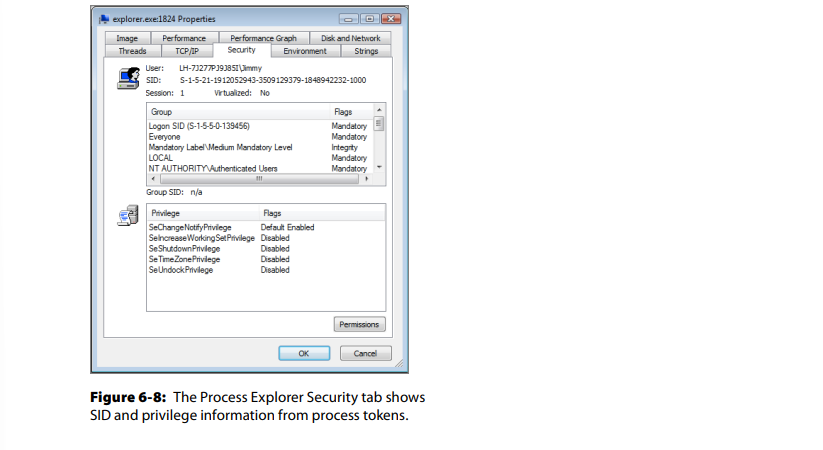 explorer.exe:1824 Properties
Image Performance Performance Graph Disk and Network
Threads TCP/IP Security Environment Strings
User: LH-7J277PJ9J85I\Jimmy
SID: S-1-5-21-1912052943-3509129379-1848942232-1000
Session: 1 Virtualized: No
Group Flags
Logon SID (S-1-5-5-0-139456) Mandatory
Everyone Mandatory
Mandatory Label\Medium Mandatory Level Integrity
LOCAL Mandatory
NT AUTHORITY\Authenticated Users Mandatory
Group SID: n/a
Privilege Flags
SeChangeNotifyPrivilege Default Enabled
SeIncreaseWorkingSetPrivilege Disabled
SeShutdownPrivilege Disabled
SeTimeZonePrivilege Disabled
SeUndockPrivilege Disabled
Permissions
OK Cancel
Figure 6-8: The Process Explorer Security tab shows
SID and privilege information from process tokens.